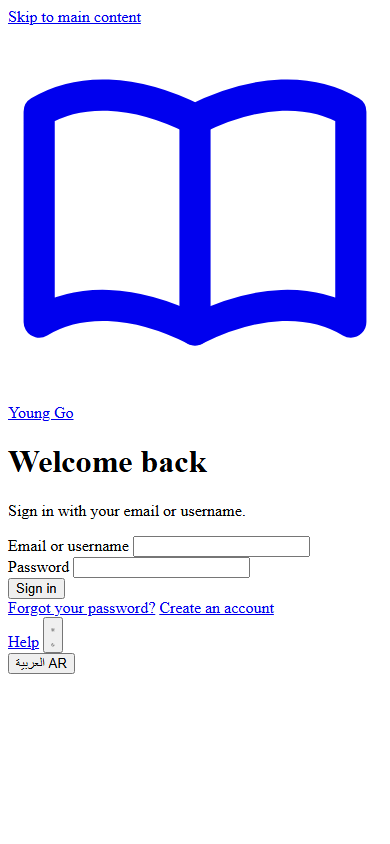 Skip to main content
Young Go
Welcome back
Sign in with your email or username.
Email or username
Password
Sign in
Forgot your password? Create an account
Help
العربية AR